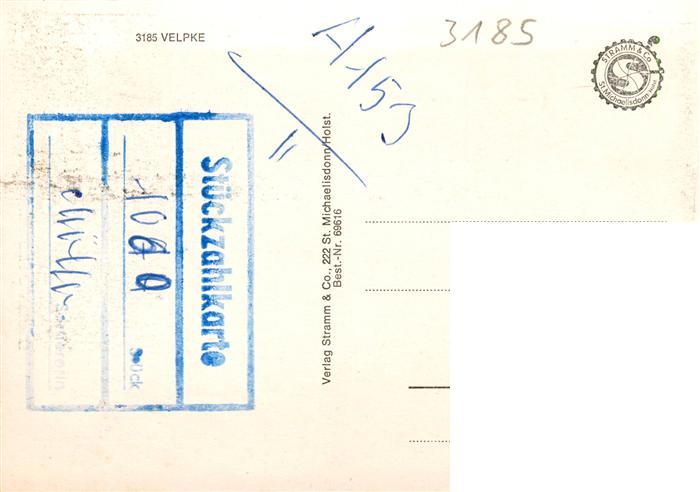 3185 VELPKE
A-153
3185
STRAMM & Co
St. Michaelisdonn Holst.
Stückzahlkarte
Stück
Verlag Stramm & Co., 222 St. Michaelisdonn/Holst.
Best.-Nr. 69616